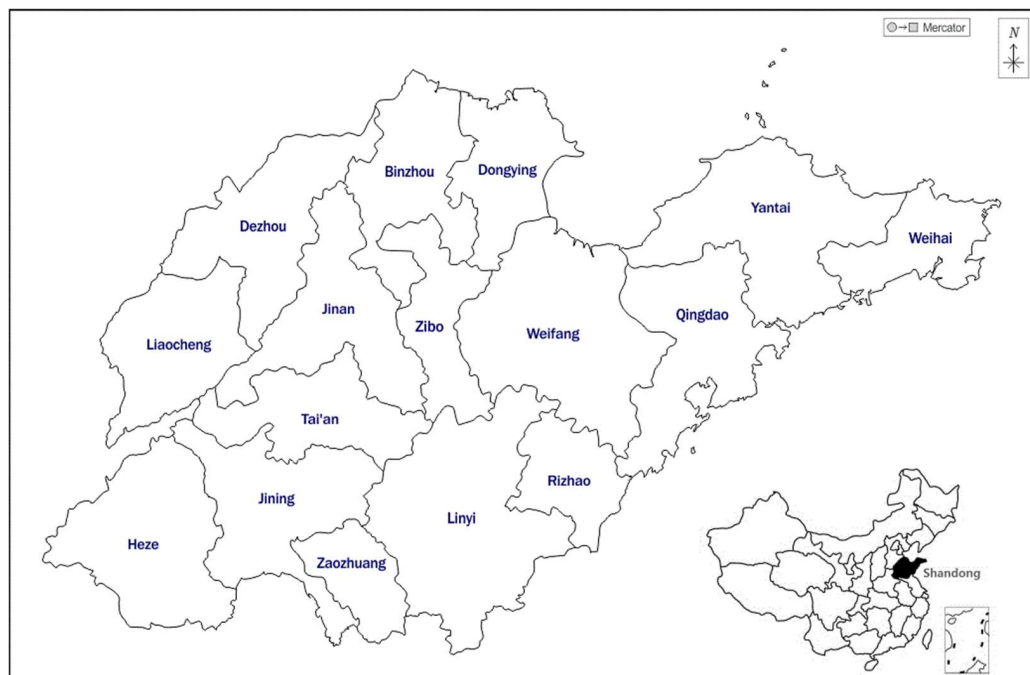 Mercator
N
Binzhou
Dongying
Yantai
Dezhou
Weihai
Jinan
Qingdao
Zibo
Weifang
Liaocheng
Tai'an
Rizhao
Jining
Linyi
Heze
Zaozhuang
Shandong